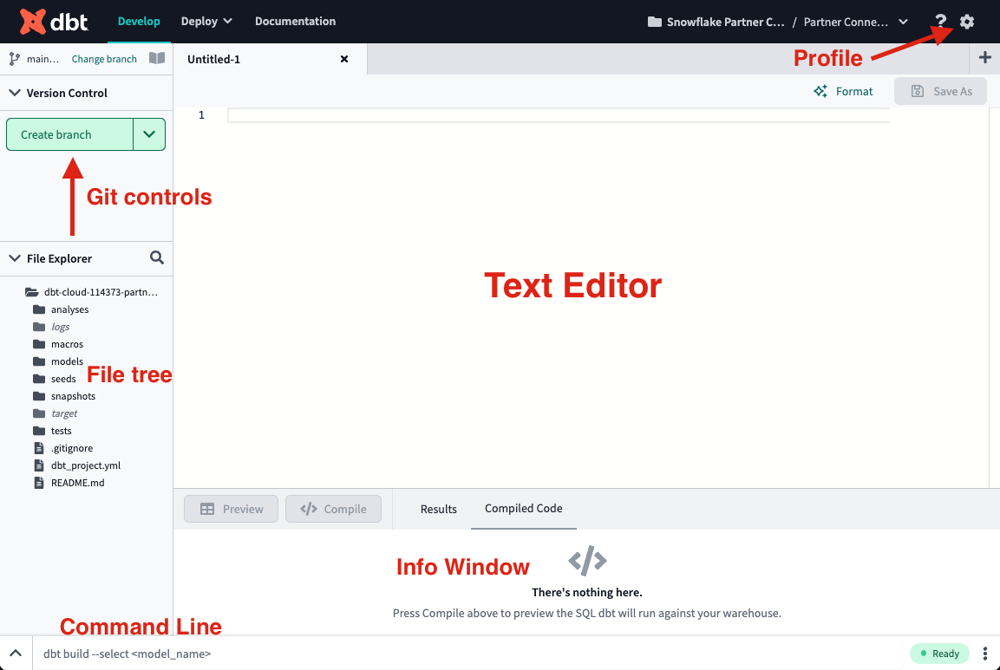 dbt Develop Deploy Documentation Snowflake Partner C... / Partner Conne... ?
main... Change branch Untitled-1
Profile
Version Control
Format Save As
1
Create branch
Git controls
File Explorer
Text Editor
dbt-cloud-114373-partn...
analyses
logs
macros
models
File tree
seeds
snapshots
target
tests
.gitignore
dbt_project.yml
README.md
Preview </> Compile Results Compiled Code
Info Window </>
There's nothing here.
Press Compile above to preview the SQL dbt will run against your warehouse.
Command Line
dbt build --select <model_name> Ready